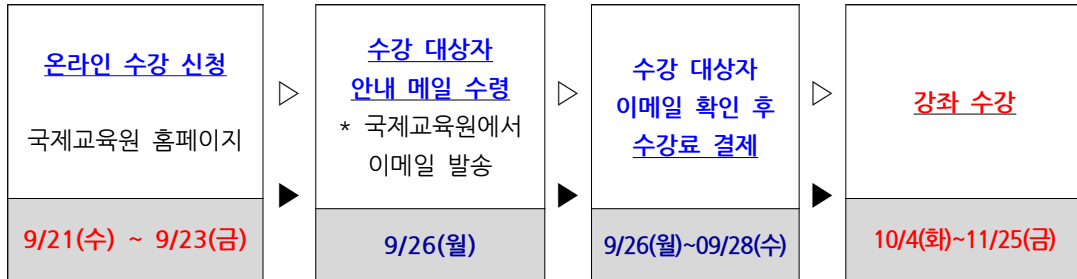 온라인 수강 신청
국제교육원 홈페이지
9/21(수) ~ 9/23(금)
▷
▶
수강 대상자
안내 메일 수령
* 국제교육원에서
이메일 발송
9/26(월)
▷
▶
수강 대상자
이메일 확인 후
수강료 결제
9/26(월)~09/28(수)
▷
▶
강좌 수강
10/4(화)~11/25(금)